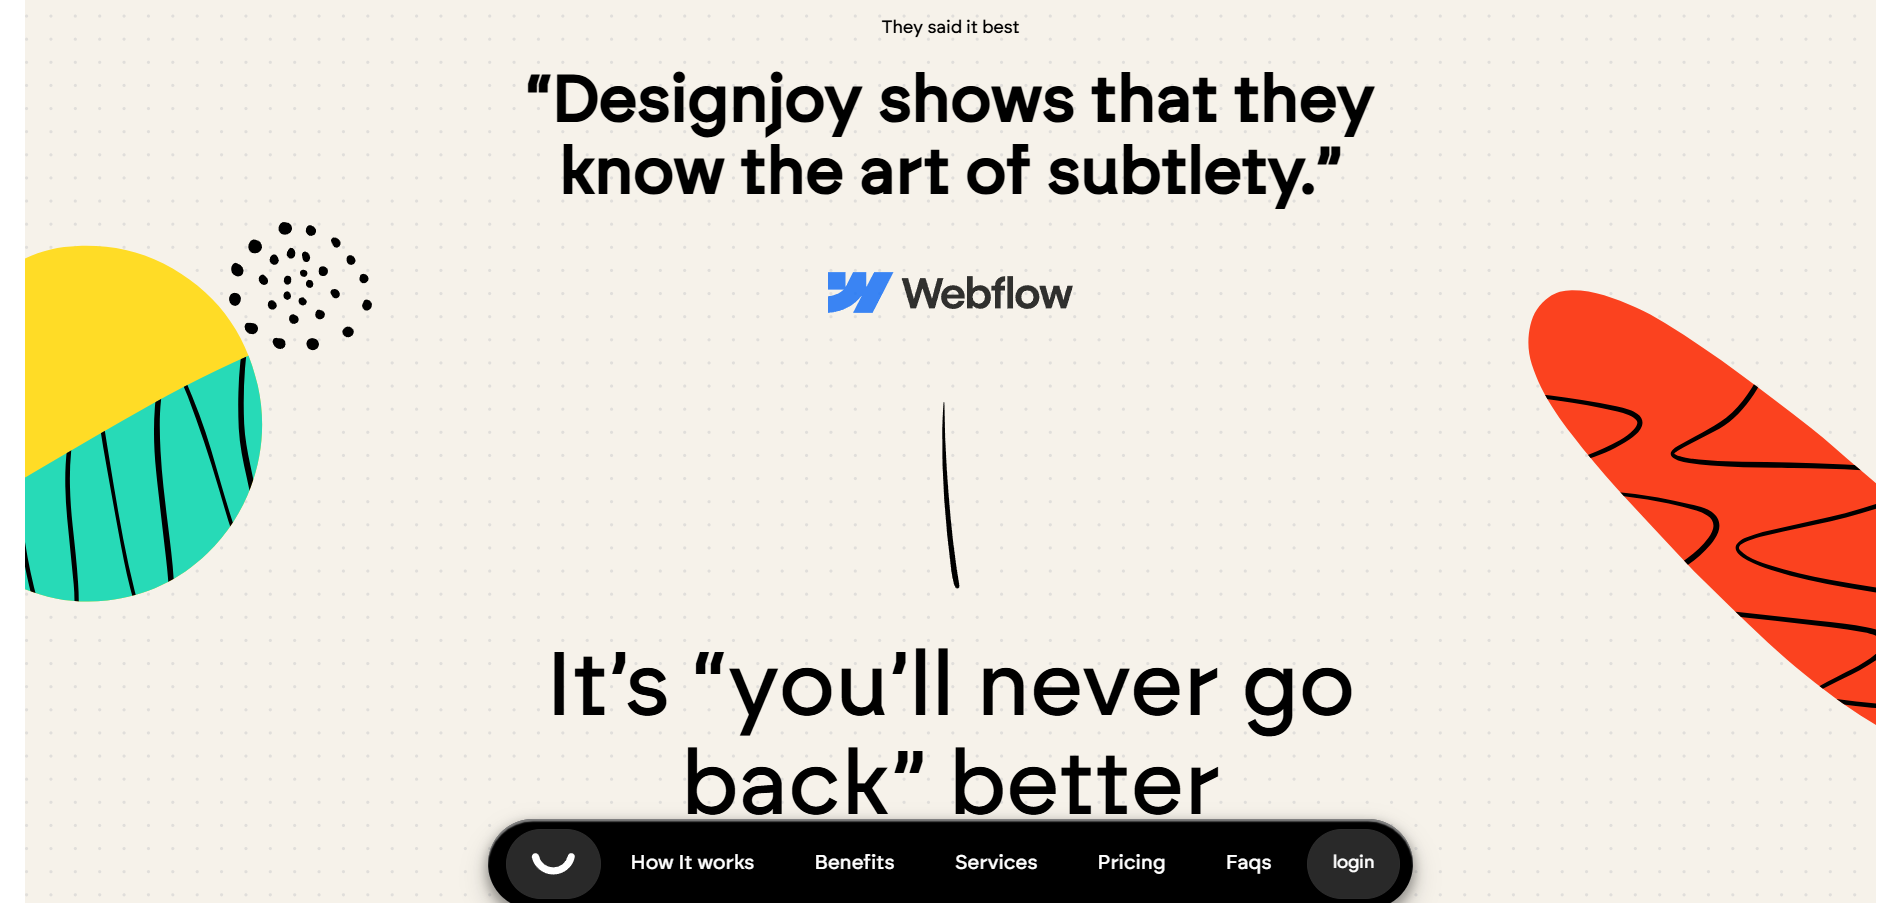 They said it best
“Designjoy shows that they
know the art of subtlety.”
Webflow
It’s “you’ll never go
back” better
How It works Benefits Services Pricing Faqs login